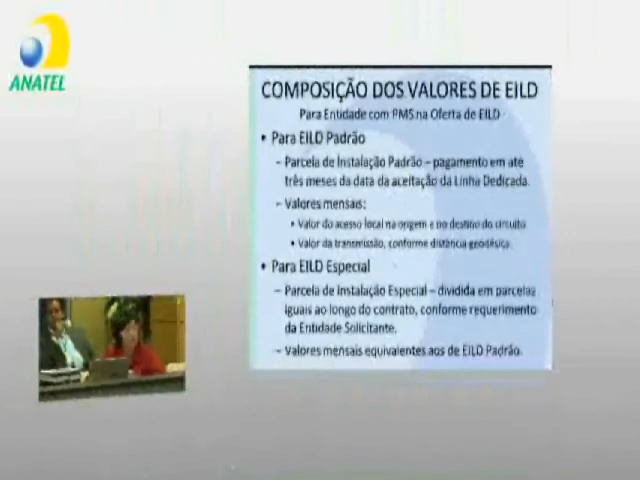 ANATEL
COMPOSIÇÃO DOS VALORES DE EILD
Para Entidade com PMS na Oferta de EILD
• Para EILD Padrão
– Parcela de Instalação Padrão – pagamento em até
três meses da data da aceitação da Linha Dedicada.
– Valores mensais:
• Valor do acesso local na origem e no destino do circuito
• Valor da transmissão, conforme distância geodésica.
• Para EILD Especial
– Parcela de Instalação Especial – dividida em parcelas
iguais ao longo do contrato, conforme requerimento
da Entidade Solicitante.
– Valores mensais equivalentes aos de EILD Padrão.